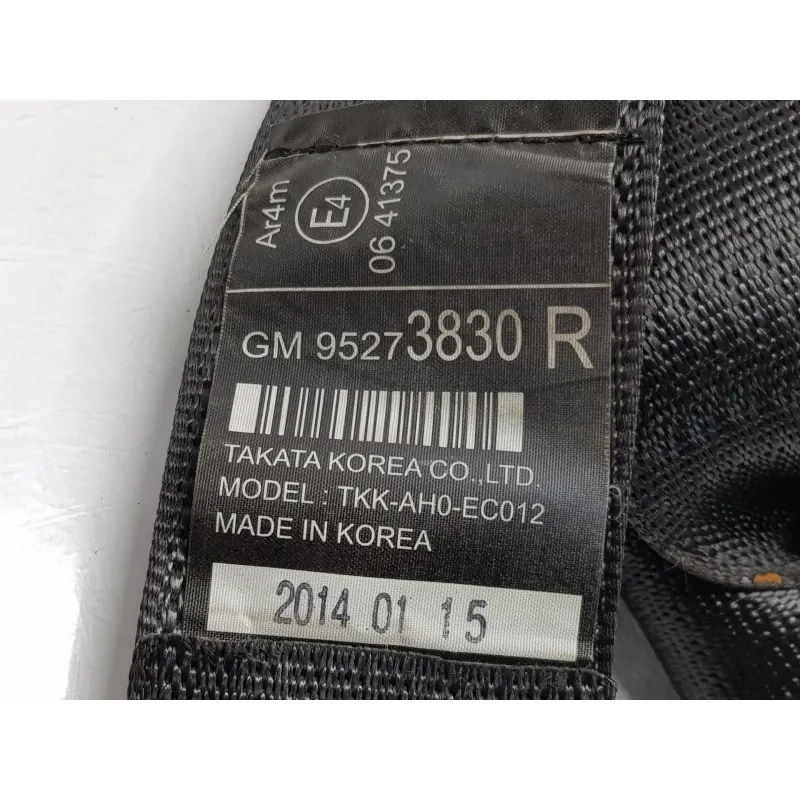 Ar4m
E4
06 41375
GM 95273830 R
TAKATA KOREA CO.,LTD.
MODEL : TKK-AH0-EC012
MADE IN KOREA
2014 01 15